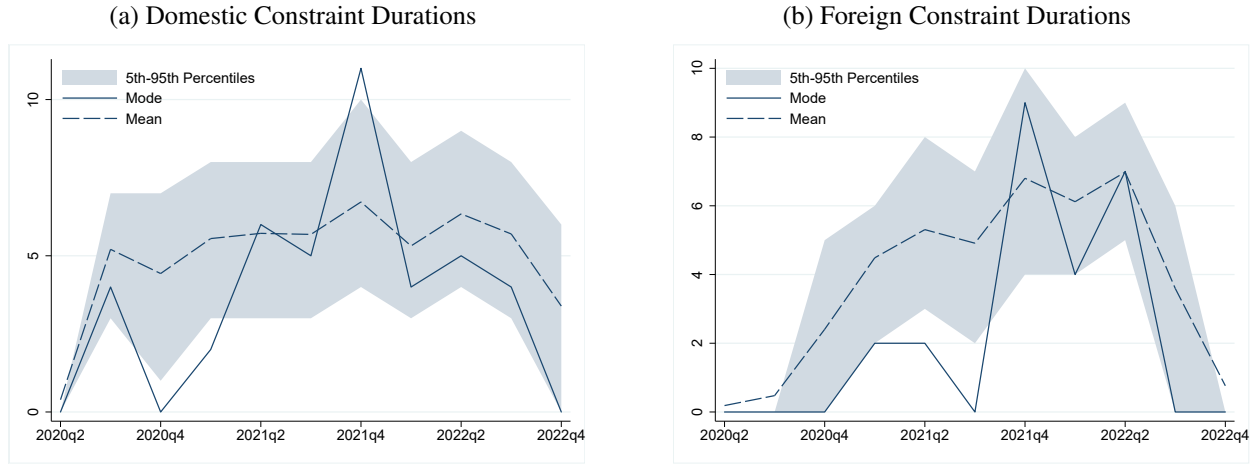 (a) Domestic Constraint Durations
5th-95th Percentiles
Mode
Mean
10
5
0
2020q2 2020q4 2021q2 2021q4 2022q2 2022q4
(b) Foreign Constraint Durations
5th-95th Percentiles
Mode
Mean
10
8
6
4
2
0
2020q2 2020q4 2021q2 2021q4 2022q2 2022q4